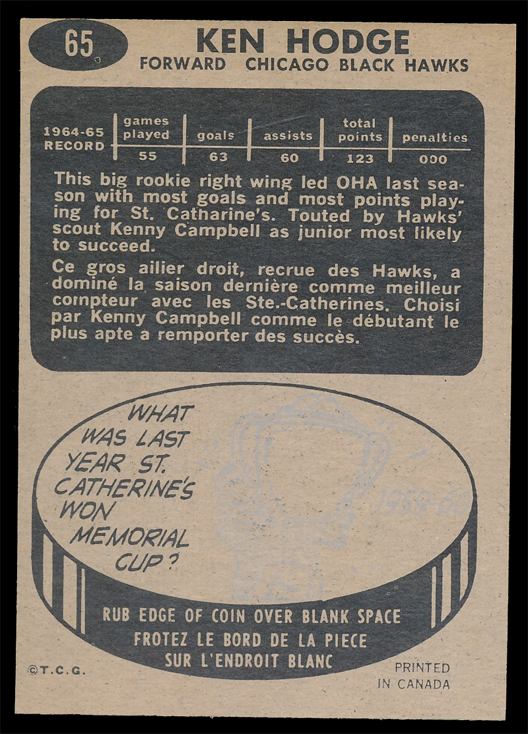 65
KEN HODGE
FORWARD CHICAGO BLACK HAWKS
1964-65 RECORD games played goals assists total points penalties
55 63 60 123 000
This big rookie right wing led OHA last sea-
son with most goals and most points play-
ing for St. Catharine's. Touted by Hawks'
scout Kenny Campbell as junior most likely
to succeed.
Ce gros ailier droit, recrue des Hawks, a
dominé la saison dernière comme meilleur
compteur avec les Ste.-Catherines. Choisi
par Kenny Campbell comme le débutant le
plus apte a remporter des succès.
WHAT
WAS LAST
YEAR ST.
CATHERINE'S
WON
MEMORIAL
CUP?
RUB EDGE OF COIN OVER BLANK SPACE
FROTEZ LE BORD DE LA PIECE
SUR L'ENDROIT BLANC
©T.C.G.
PRINTED
IN CANADA